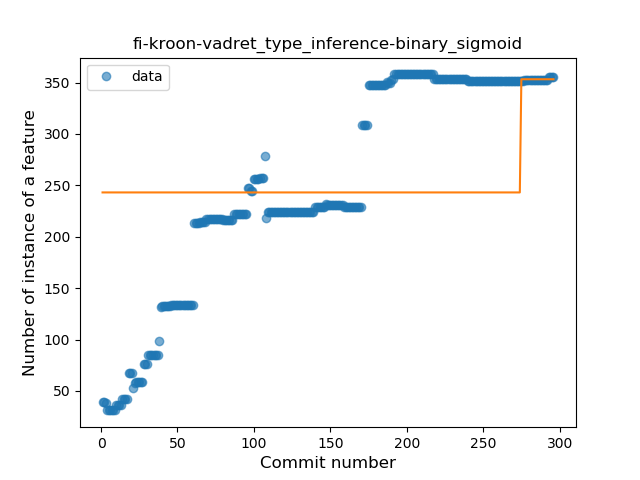 fi-kroon-vadret_type_inference-binary_sigmoid
data
Number of instance of a feature
350
300
250
200
150
100
50
0 50 100 150 200 250 300
Commit number